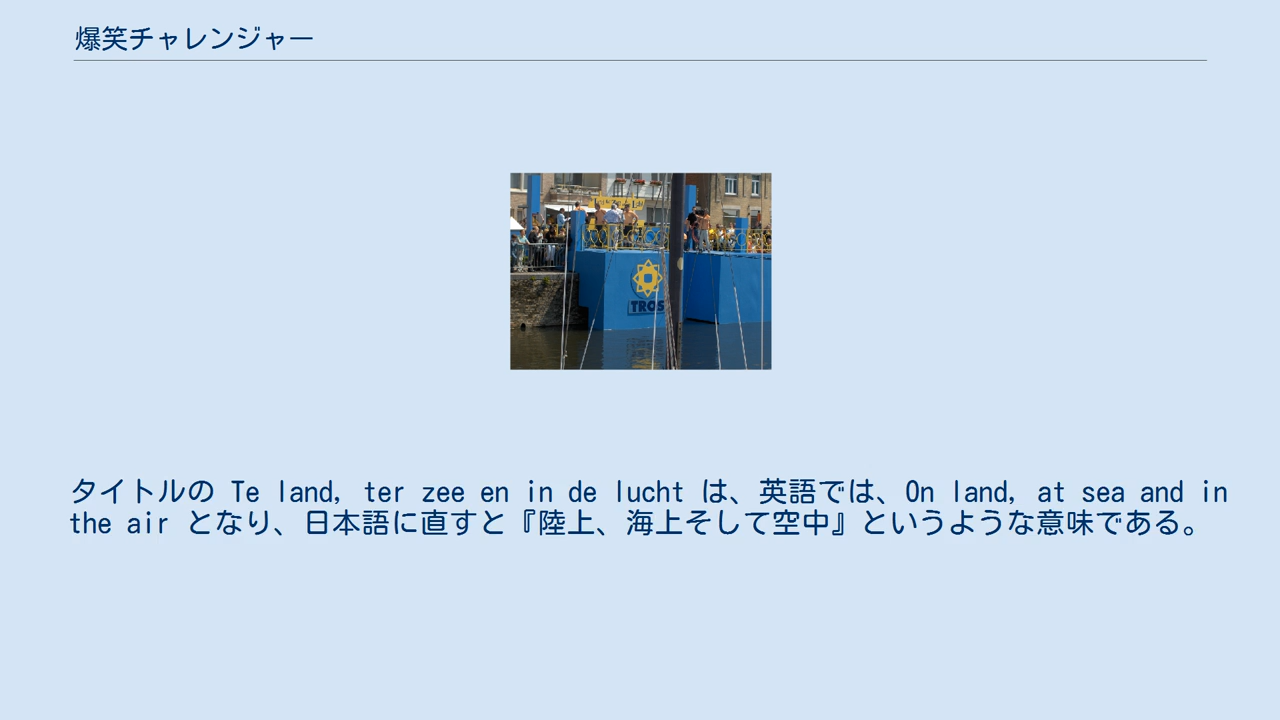 爆笑チャレンジャー
TROS
タイトルの Te land, ter zee en in de lucht は、英語では、On land, at sea and in
the air となり、日本語に直すと『陸上、海上そして空中』というような意味である。